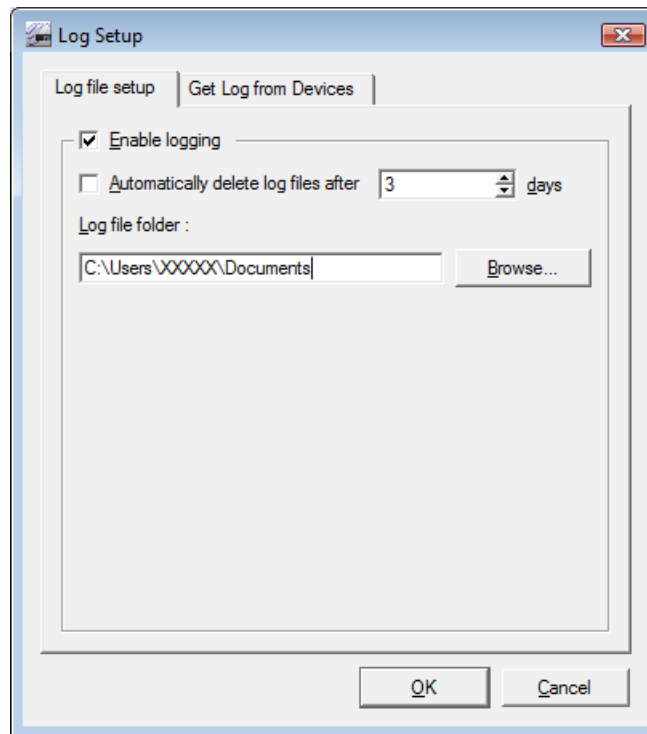 Log Setup
Log file setup Get Log from Devices
Enable logging
Automatically delete log files after 3 days
Log file folder :
C:\Users\XXXXX\Documents Browse...
OK Cancel